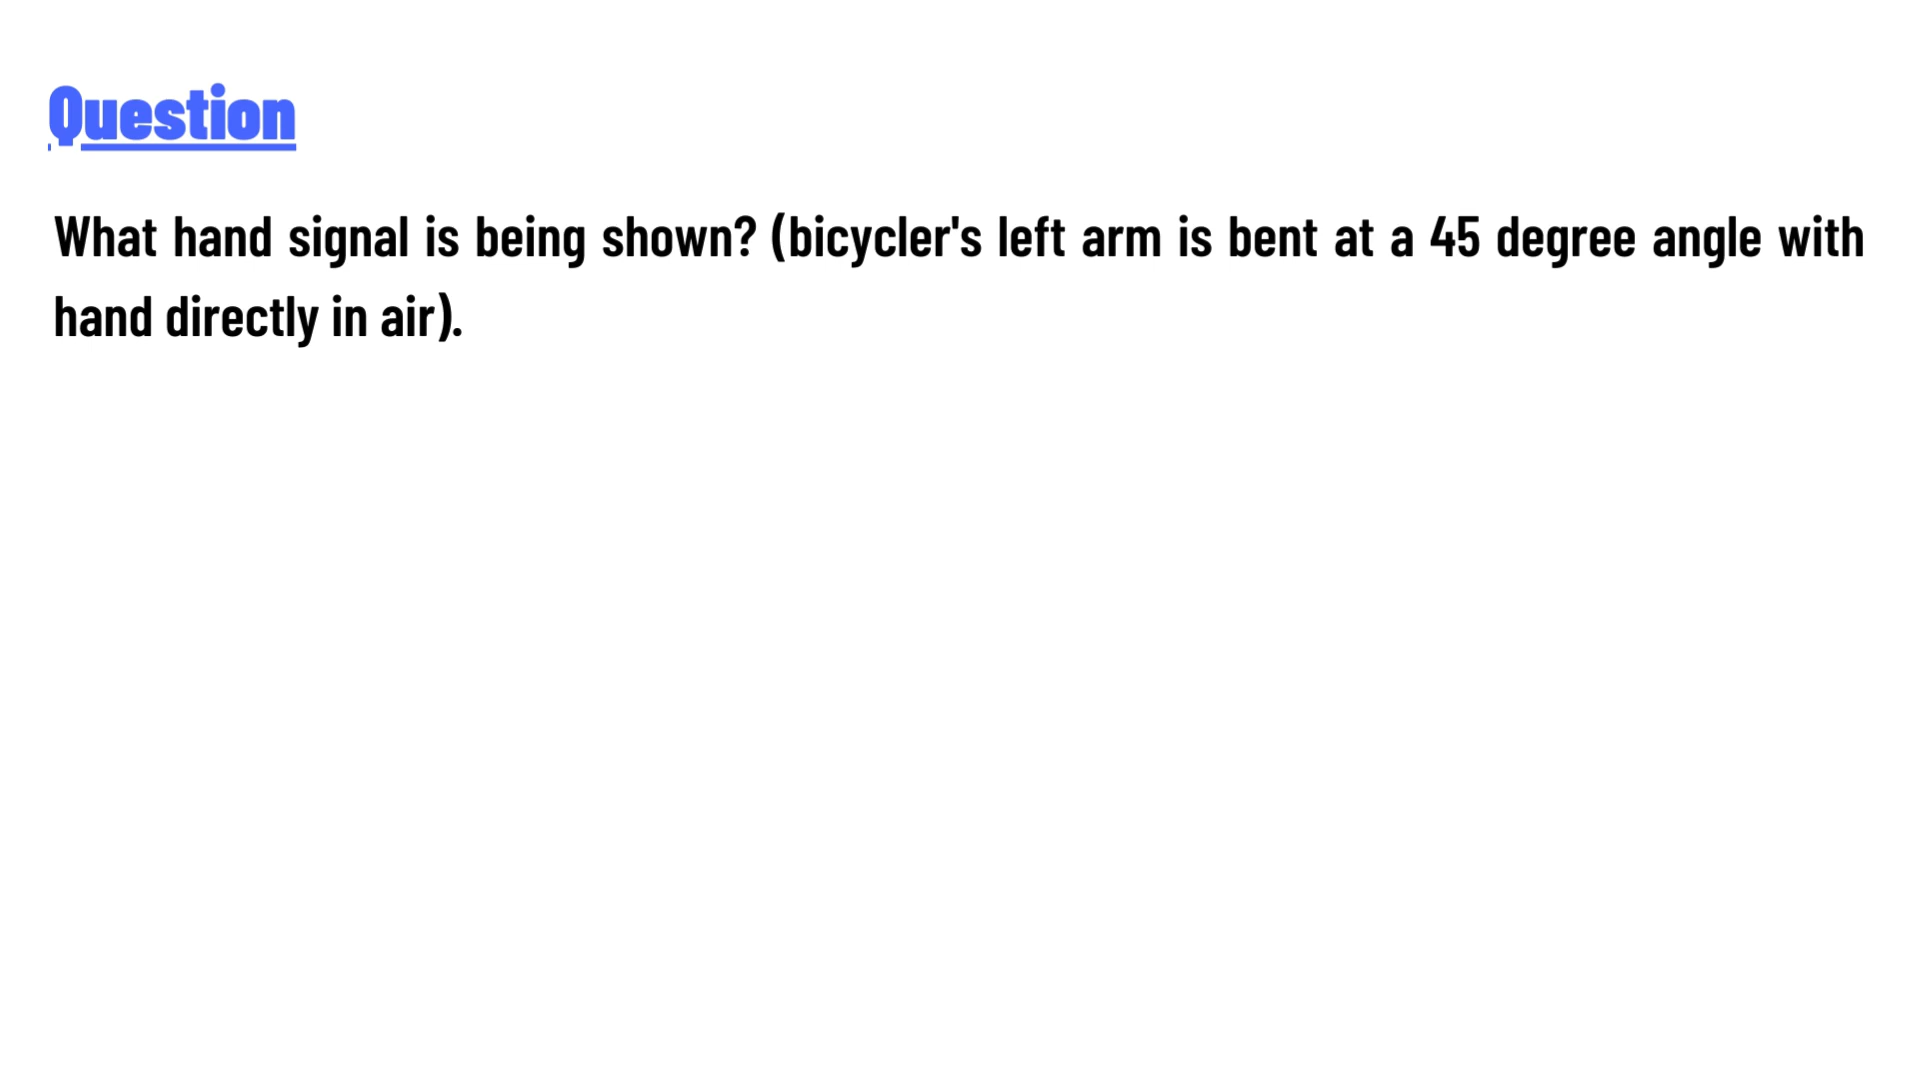 Question
What hand signal is being shown? (bicycler's left arm is bent at a 45 degree angle with
hand directly in air).